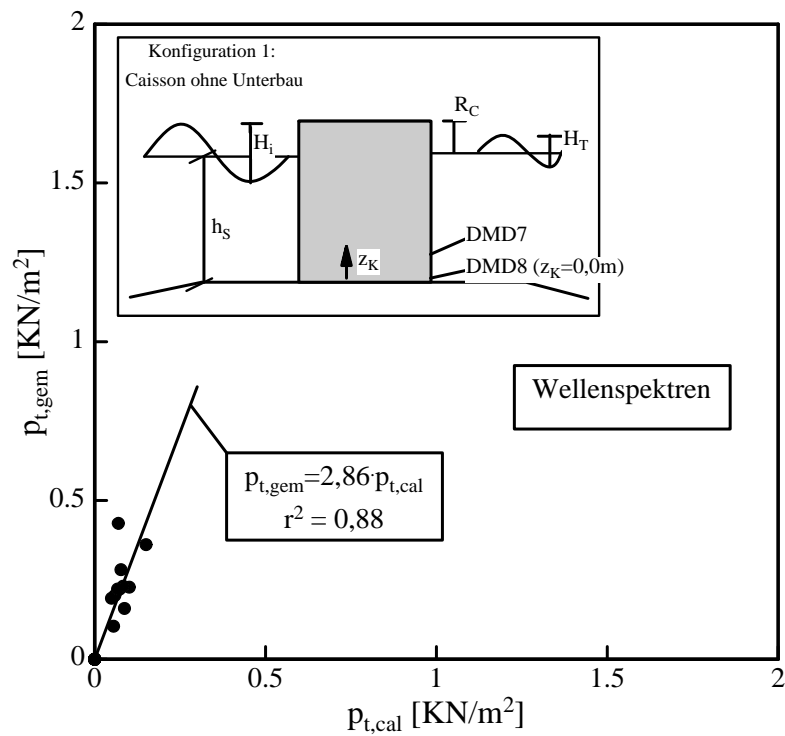 2
1.5
1
0.5
0
p_t,gem [KN/m²]
Konfiguration 1:
Caisson ohne Unterbau
H_i
R_C
H_T
h_S
z_K
DMD7
DMD8 (z_K=0,0m)
Wellenspektren
p_t,gem=2,86·p_t,cal
r² = 0,88
0
0.5
1
1.5
2
p_t,cal [KN/m²]